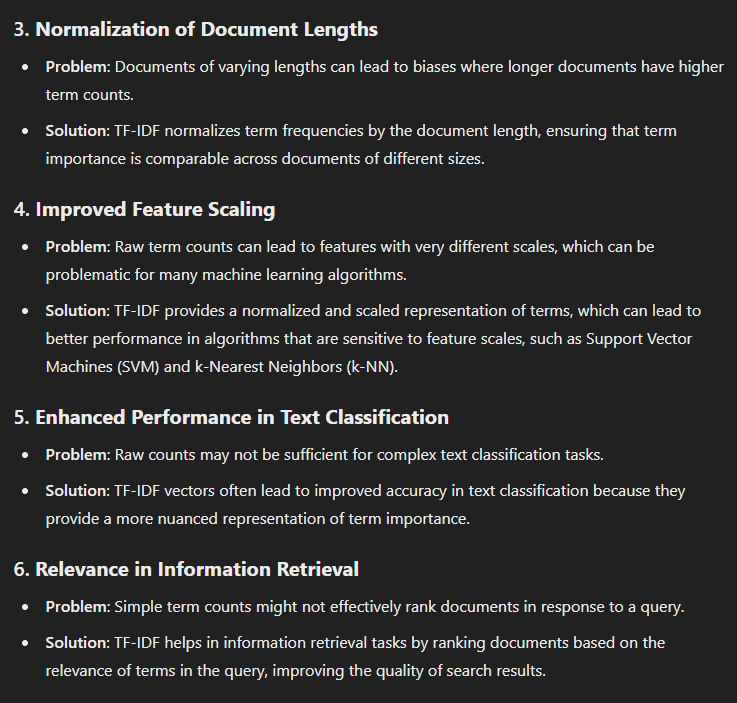 3. Normalization of Document Lengths
• Problem: Documents of varying lengths can lead to biases where longer documents have higher
term counts.
• Solution: TF-IDF normalizes term frequencies by the document length, ensuring that term
importance is comparable across documents of different sizes.
4. Improved Feature Scaling
• Problem: Raw term counts can lead to features with very different scales, which can be
problematic for many machine learning algorithms.
• Solution: TF-IDF provides a normalized and scaled representation of terms, which can lead to
better performance in algorithms that are sensitive to feature scales, such as Support Vector
Machines (SVM) and k-Nearest Neighbors (k-NN).
5. Enhanced Performance in Text Classification
• Problem: Raw counts may not be sufficient for complex text classification tasks.
• Solution: TF-IDF vectors often lead to improved accuracy in text classification because they
provide a more nuanced representation of term importance.
6. Relevance in Information Retrieval
• Problem: Simple term counts might not effectively rank documents in response to a query.
• Solution: TF-IDF helps in information retrieval tasks by ranking documents based on the
relevance of terms in the query, improving the quality of search results.